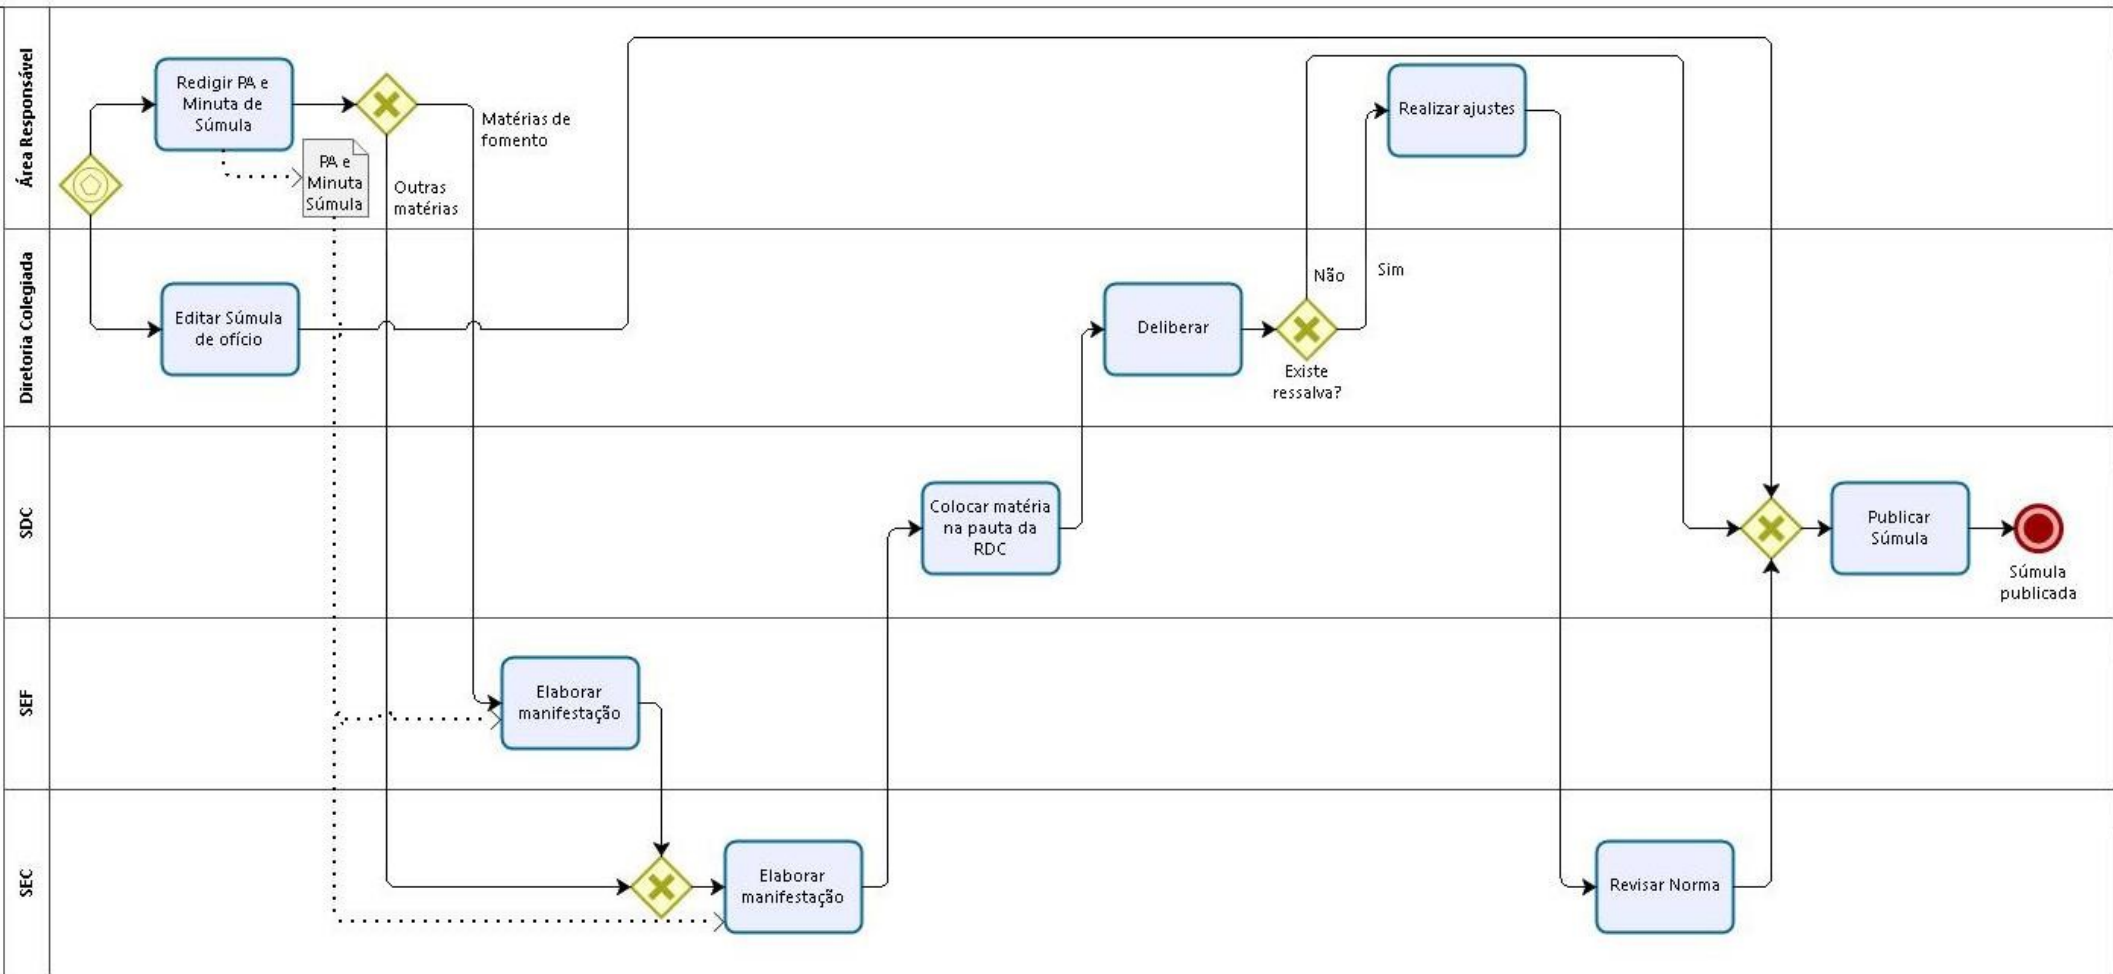 Área Responsável
Redigir PA e
Minuta de
Súmula
PA e
Minuta
Súmula
Matérias de
fomento
Outras
matérias
Realizar ajustes
Diretoria Colegiada
Editar Súmula
de ofício
Deliberar
Não
Sim
Existe
ressalva?
SDC
Colocar matéria
na pauta da
RDC
Publicar
Súmula
Súmula
publicada
SEF
Elaborar
manifestação
SEC
Elaborar
manifestação
Revisar Norma